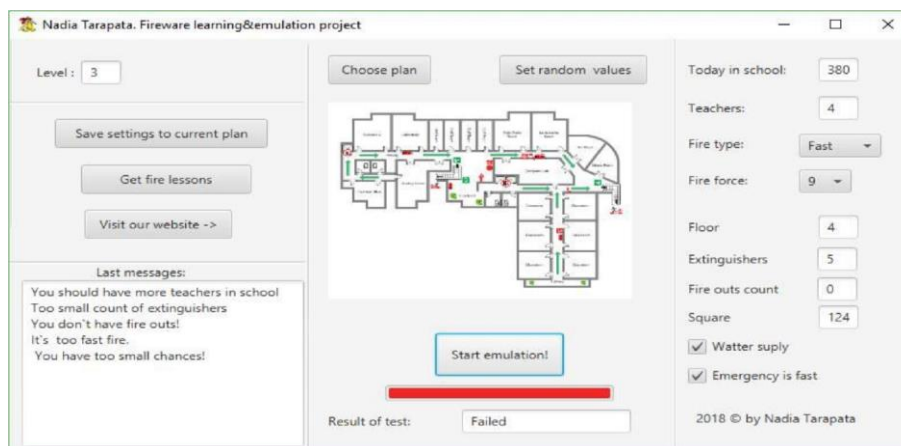 Nadia Tarapata. Fireware learning&emulation project
Level : 3
Save settings to current plan
Get fire lessons
Visit our website ->
Last messages:
You should have more teachers in school
Too small count of extinguishers
You don`t have fire outs!
It`s too fast fire.
You have too small chances!
Choose plan
Set random values
Start emulation!
Result of test: Failed
Today in school: 380
Teachers: 4
Fire type: Fast
Fire force: 9
Floor 4
Extinguishers 5
Fire outs count 0
Square 124
Watter suply
Emergency is fast
2018 © by Nadia Tarapata